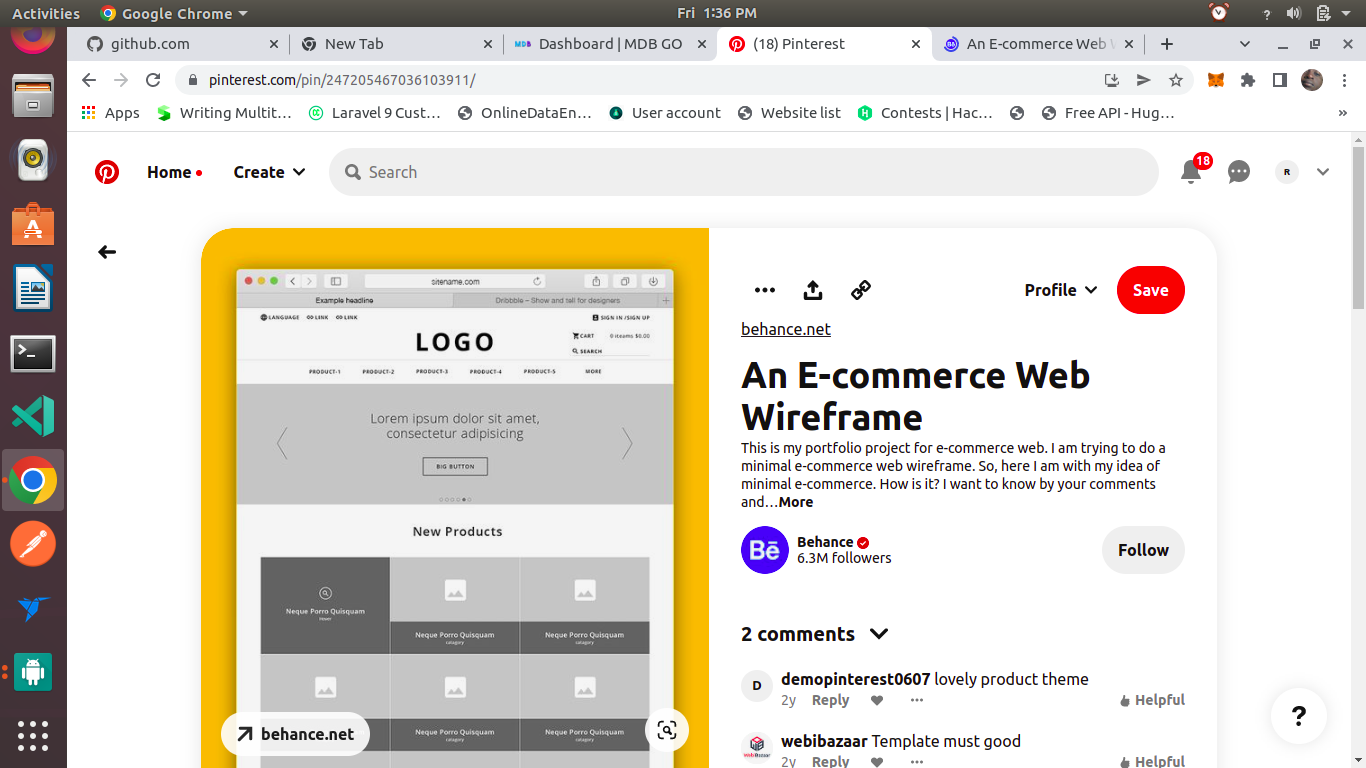 Activities
Google Chrome
Fri 1:36 PM
?
github.com
New Tab
MDB
Dashboard | MDB GO
(18) Pinterest
An E-commerce Web
pinterest.com/pin/247205467036103911/
Apps
Writing Multit…
Laravel 9 Cust…
OnlineDataEn…
User account
Website list
Contests | Hac…
Free API - Hug…
»
Home
Create
Search
18
R
sitename.com
Example headline
Dribbble – Show and tell for designers
LANGUAGE
LINK
LINK
SIGN IN /SIGN UP
LOGO
CART
0 iteams $0.00
SEARCH
PRODUCT-1
PRODUCT-2
PRODUCT-3
PRODUCT-4
PRODUCT-5
MORE
Lorem ipsum dolor sit amet,
consectetur adipisicing
BIG BUTTON
New Products
Neque Porro Quisquam
Hover
Neque Porro Quisquam
catagory
Neque Porro Quisquam
catagory
Neque Porro Quisquam
catagory
Neque Porro Quisquam
catagory
behance.net
Profile
Save
behance.net
An E-commerce Web
Wireframe
This is my portfolio project for e-commerce web. I am trying to do a
minimal e-commerce web wireframe. So, here I am with my idea of
minimal e-commerce. How is it? I want to know by your comments
and…More
Bē
Behance
6.3M followers
Follow
2 comments
D
demopinterest0607 lovely product theme
2y Reply
Helpful
webibazaar Template must good
2y Reply
Helpful
?